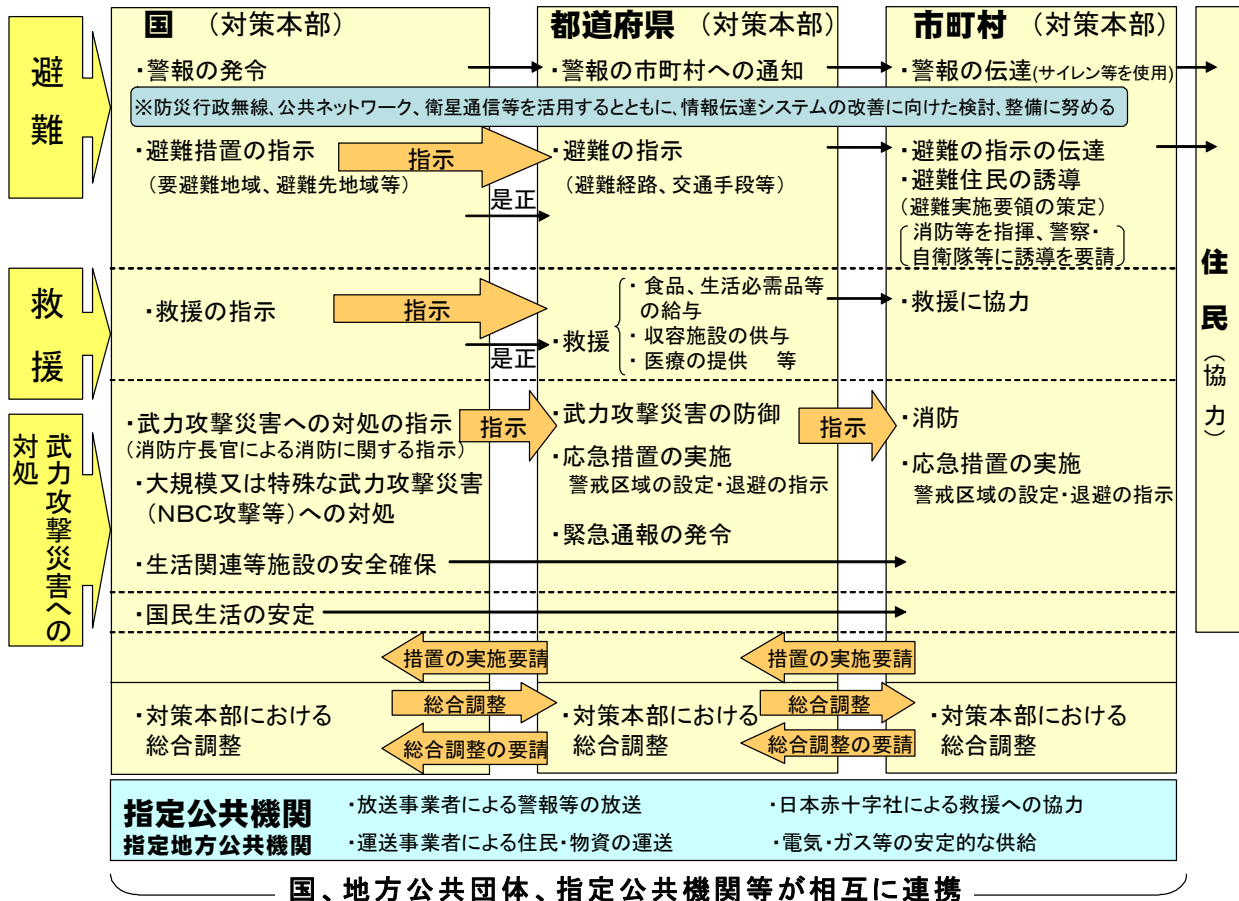 避難
国（対策本部）
都道府県（対策本部）
市町村（対策本部）
・警報の発令
・警報の市町村への通知
・警報の伝達(サイレン等を使用)
※防災行政無線、公共ネットワーク、衛星通信等を活用するとともに、情報伝達システムの改善に向けた検討、整備に努める
・避難措置の指示
（要避難地域、避難先地域等）
指示
是正
・避難の指示
（避難経路、交通手段等）
・避難の指示の伝達
・避難住民の誘導
（避難実施要領の策定）
消防等を指揮、警察・
自衛隊等に誘導を要請
住民（協力）
救援
・救援の指示
指示
是正
・救援
・食品、生活必需品等
の給与
・収容施設の供与
・医療の提供　等
・救援に協力
武力攻撃災害への
対処
・武力攻撃災害への対処の指示
（消防庁長官による消防に関する指示）
・大規模又は特殊な武力攻撃災害
（NBC攻撃等）への対処
指示
・武力攻撃災害の防御
・応急措置の実施
警戒区域の設定・退避の指示
・緊急通報の発令
指示
・消防
・応急措置の実施
警戒区域の設定・退避の指示
・生活関連等施設の安全確保
・国民生活の安定
措置の実施要請
措置の実施要請
・対策本部における
総合調整
総合調整
総合調整の要請
・対策本部における
総合調整
総合調整
総合調整の要請
・対策本部における
総合調整
指定公共機関
指定地方公共機関
・放送事業者による警報等の放送
・日本赤十字社による救援への協力
・運送事業者による住民・物資の運送
・電気・ガス等の安定的な供給
国、地方公共団体、指定公共機関等が相互に連携